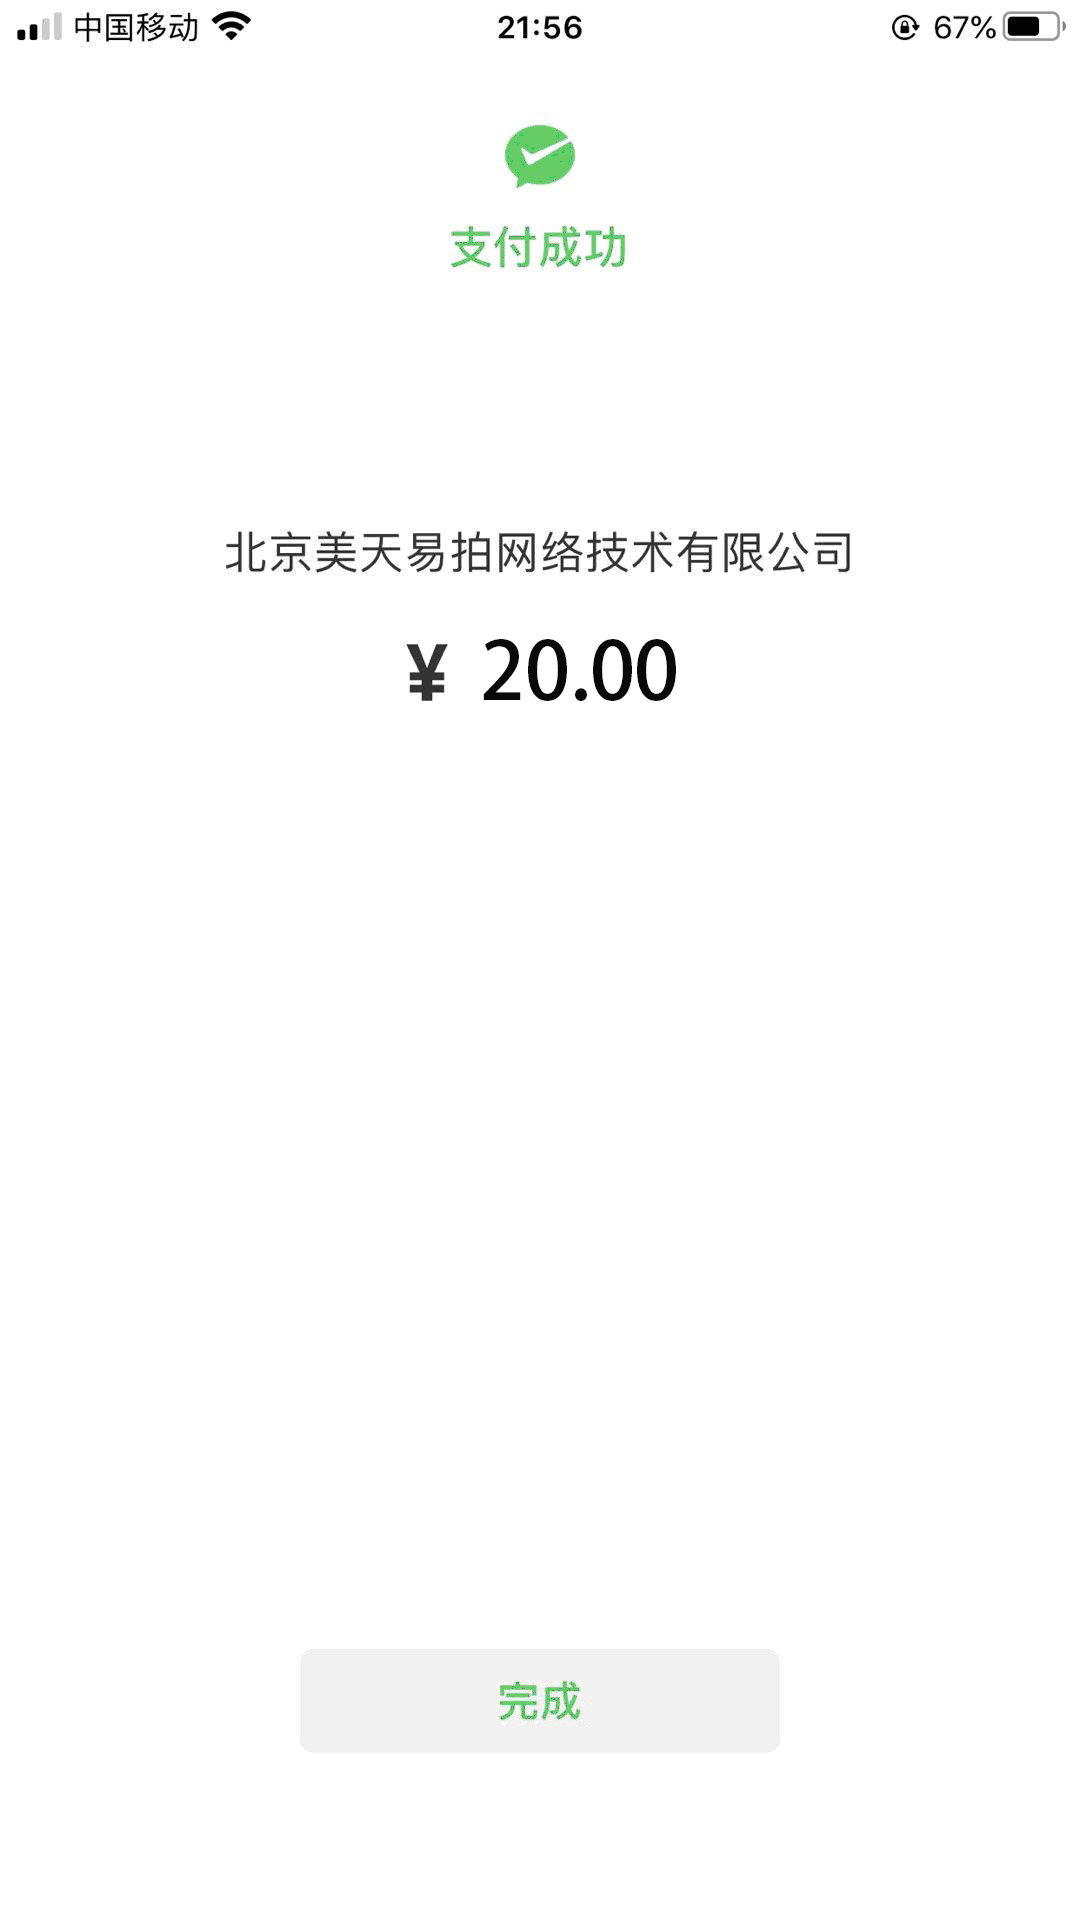 中国移动 21:56 67%
支付成功
北京美天易拍网络技术有限公司
¥ 20.00
完成